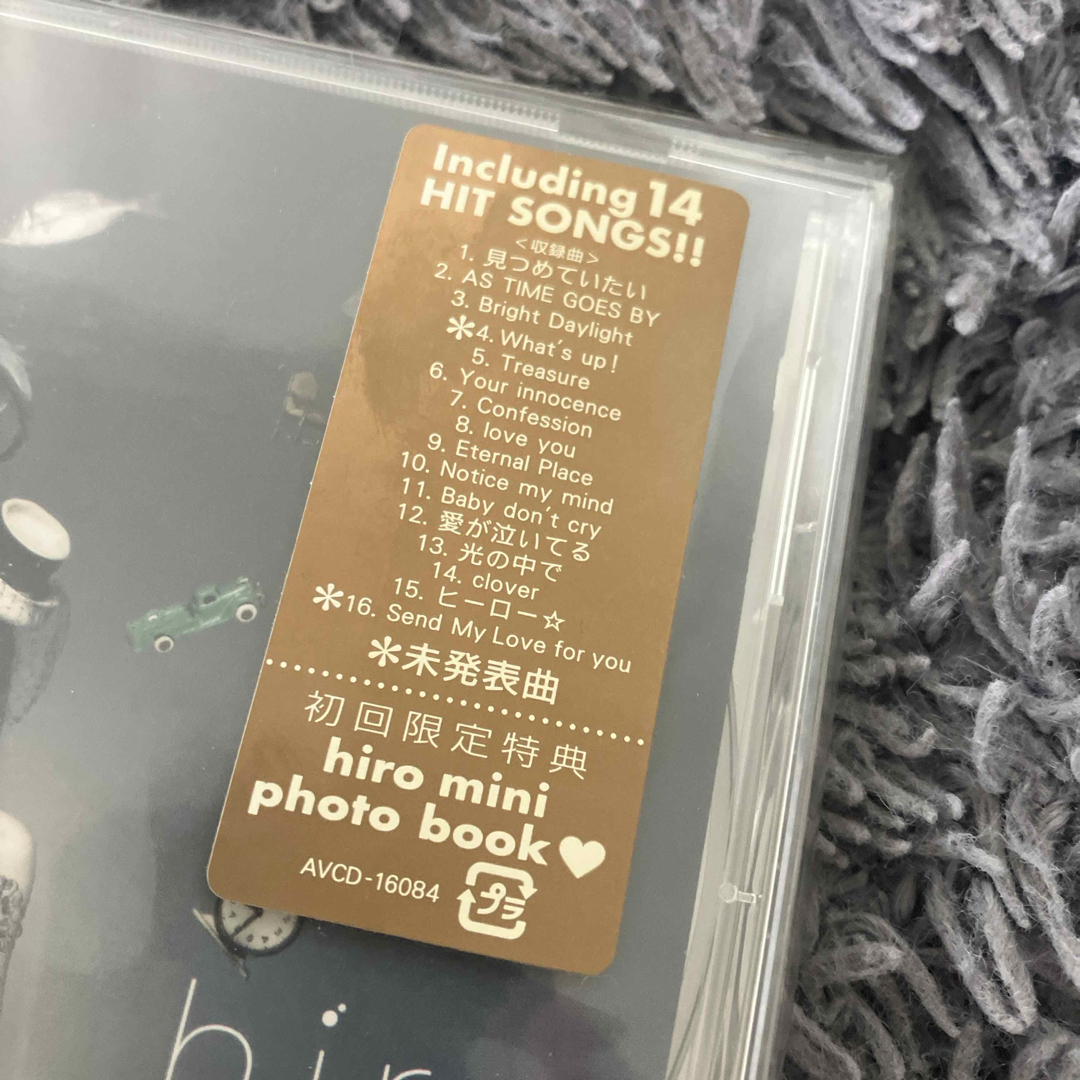 Including 14
HIT SONGS!!
<収録曲>
1. 見つめていたい
2. AS TIME GOES BY
3. Bright Daylight
✻4. What's up!
5. Treasure
6. Your innocence
7. Confession
8. love you
9. Eternal Place
10. Notice my mind
11. Baby don't cry
12. 愛が泣いてる
13. 光の中で
14. clover
15. ヒーロー☆
✻16. Send My Love for you
✻未発表曲
初回限定特典
hiro mini
photo book♥
AVCD-16084
プラ
hir